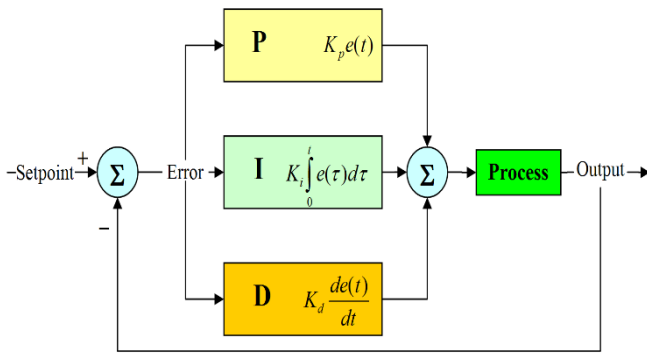 P K_p e(t)
–Setpoint + Σ Error I K_i ∫_0^t e(τ)dτ Σ Process Output
−
D K_d de(t)/dt